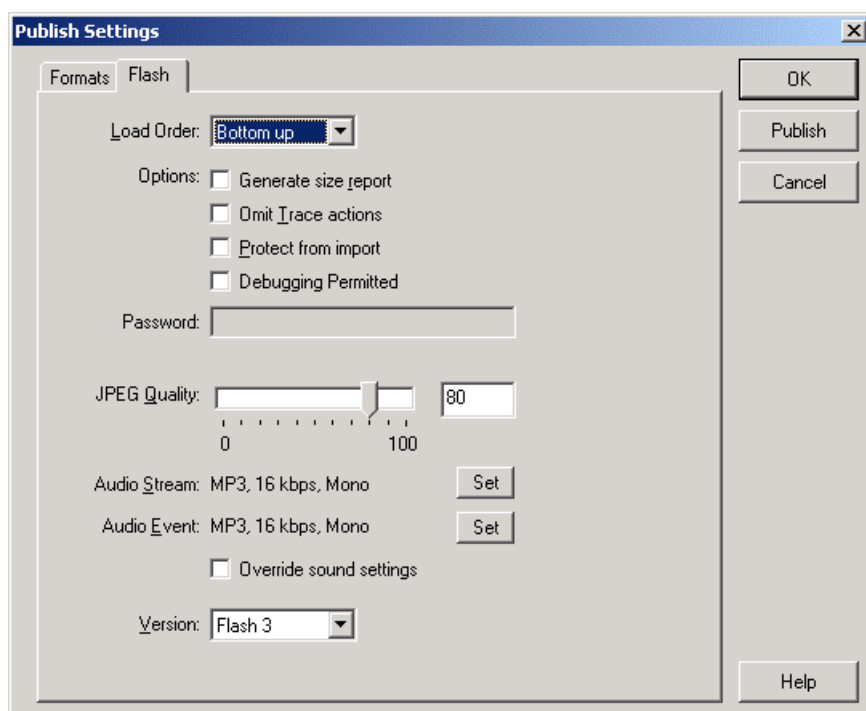 Publish Settings
Formats Flash
OK
Load Order: Bottom up
Publish
Options: Generate size report
Cancel
Omit Trace actions
Protect from import
Debugging Permitted
Password:
JPEG Quality: 80
0 100
Audio Stream: MP3, 16 kbps, Mono Set
Audio Event: MP3, 16 kbps, Mono Set
Override sound settings
Version: Flash 3
Help